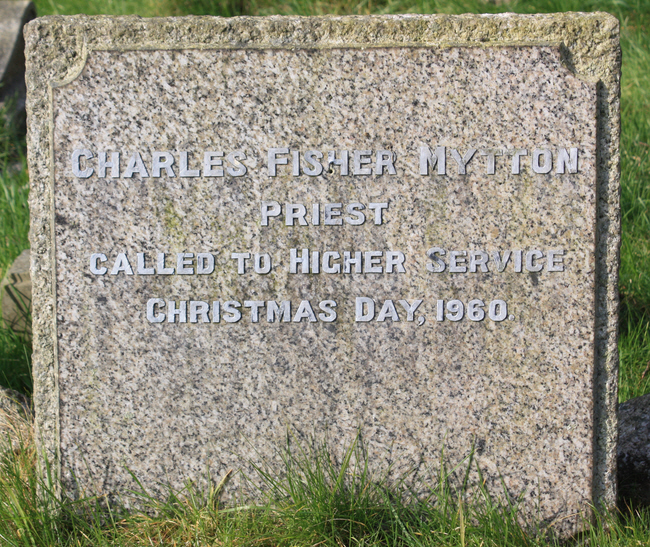 CHARLES FISHER MYTTON
PRIEST
CALLED TO HIGHER SERVICE
CHRISTMAS DAY, 1960.